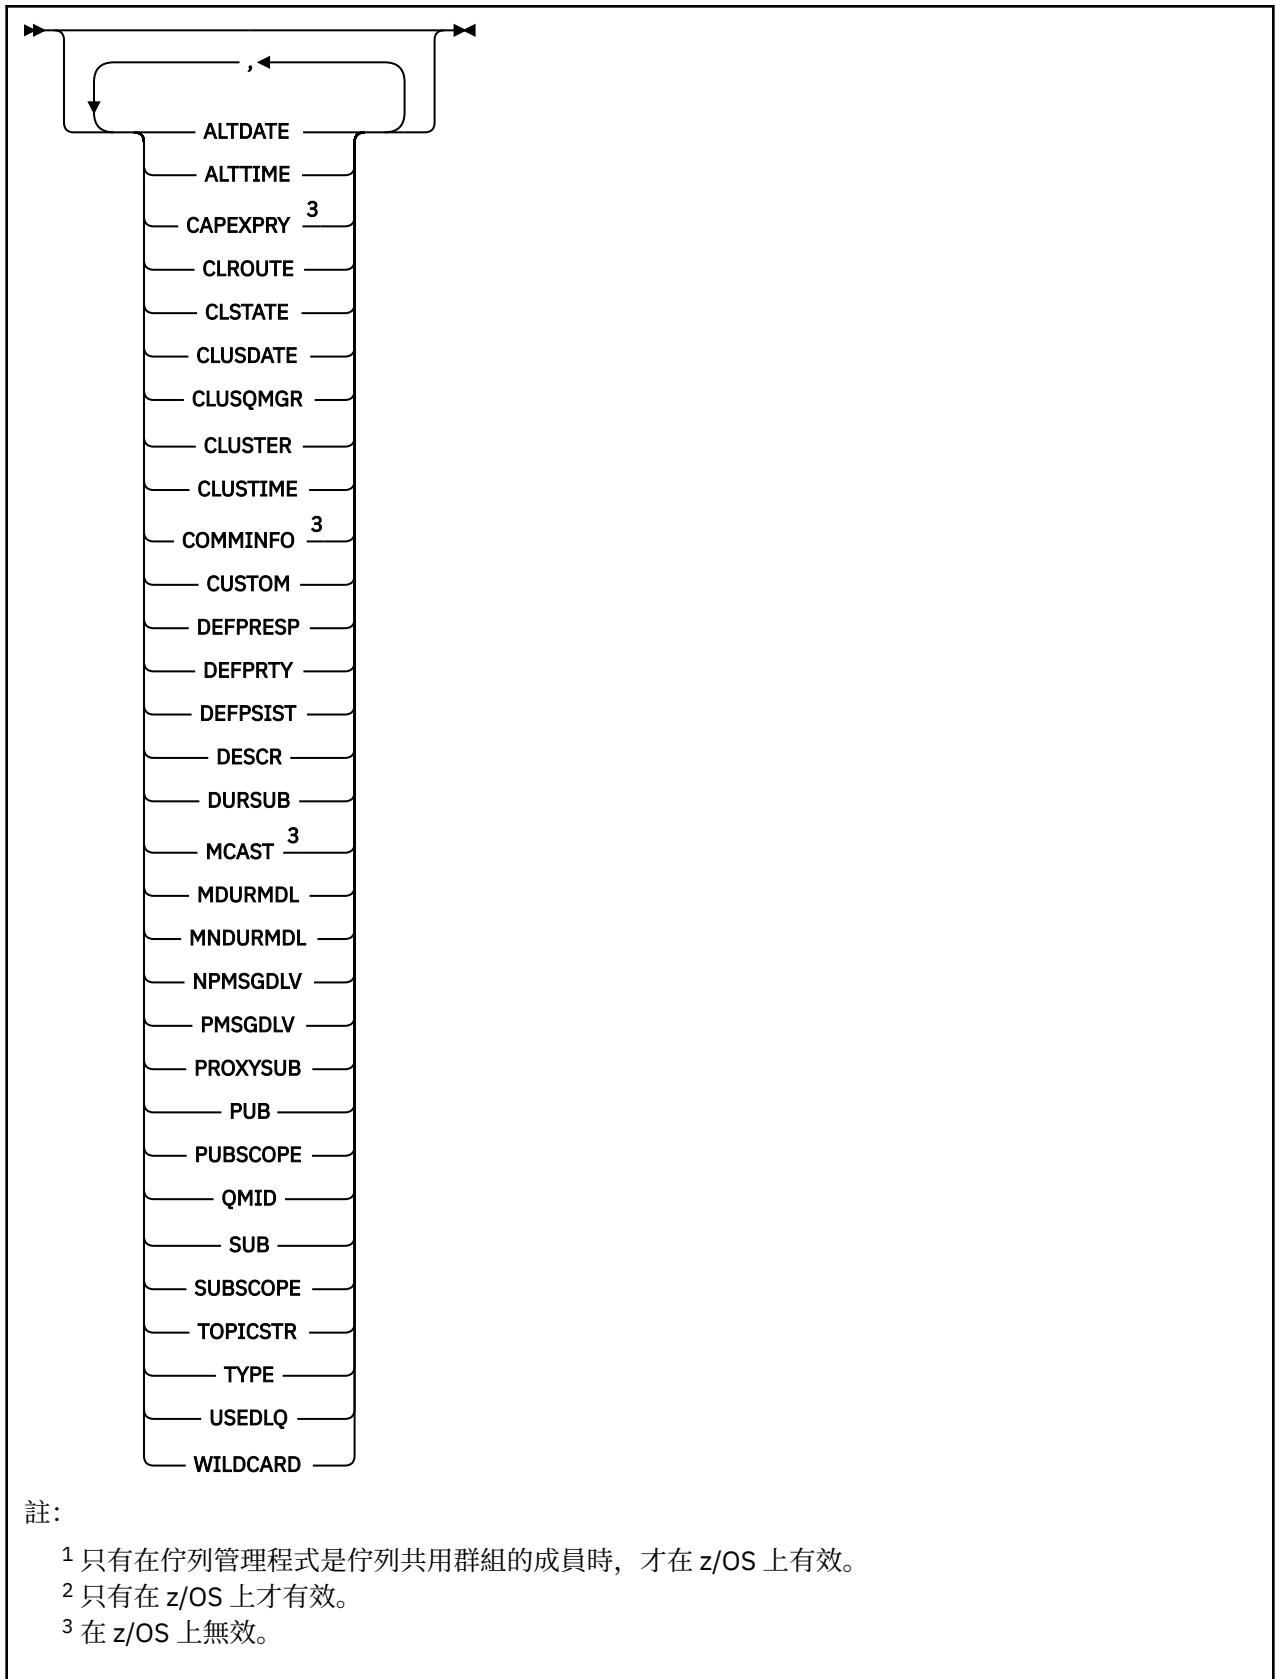 ,
ALTDATE
ALTTIME
CAPEXPRY 3
CLROUTE
CLSTATE
CLUSDATE
CLUSQMGR
CLUSTER
CLUSTIME
COMMINFO 3
CUSTOM
DEFPRESP
DEFPRTY
DEFPSIST
DESCR
DURSUB
MCAST 3
MDURMDL
MNDURMDL
NPMSGDLV
PMSGDLV
PROXYSUB
PUB
PUBSCOPE
QMID
SUB
SUBSCOPE
TOPICSTR
TYPE
USEDLQ
WILDCARD
註：
1 只有在佇列管理程式是佇列共用群組的成員時，才在 z/OS 上有效。
2 只有在 z/OS 上才有效。
3 在 z/OS 上無效。